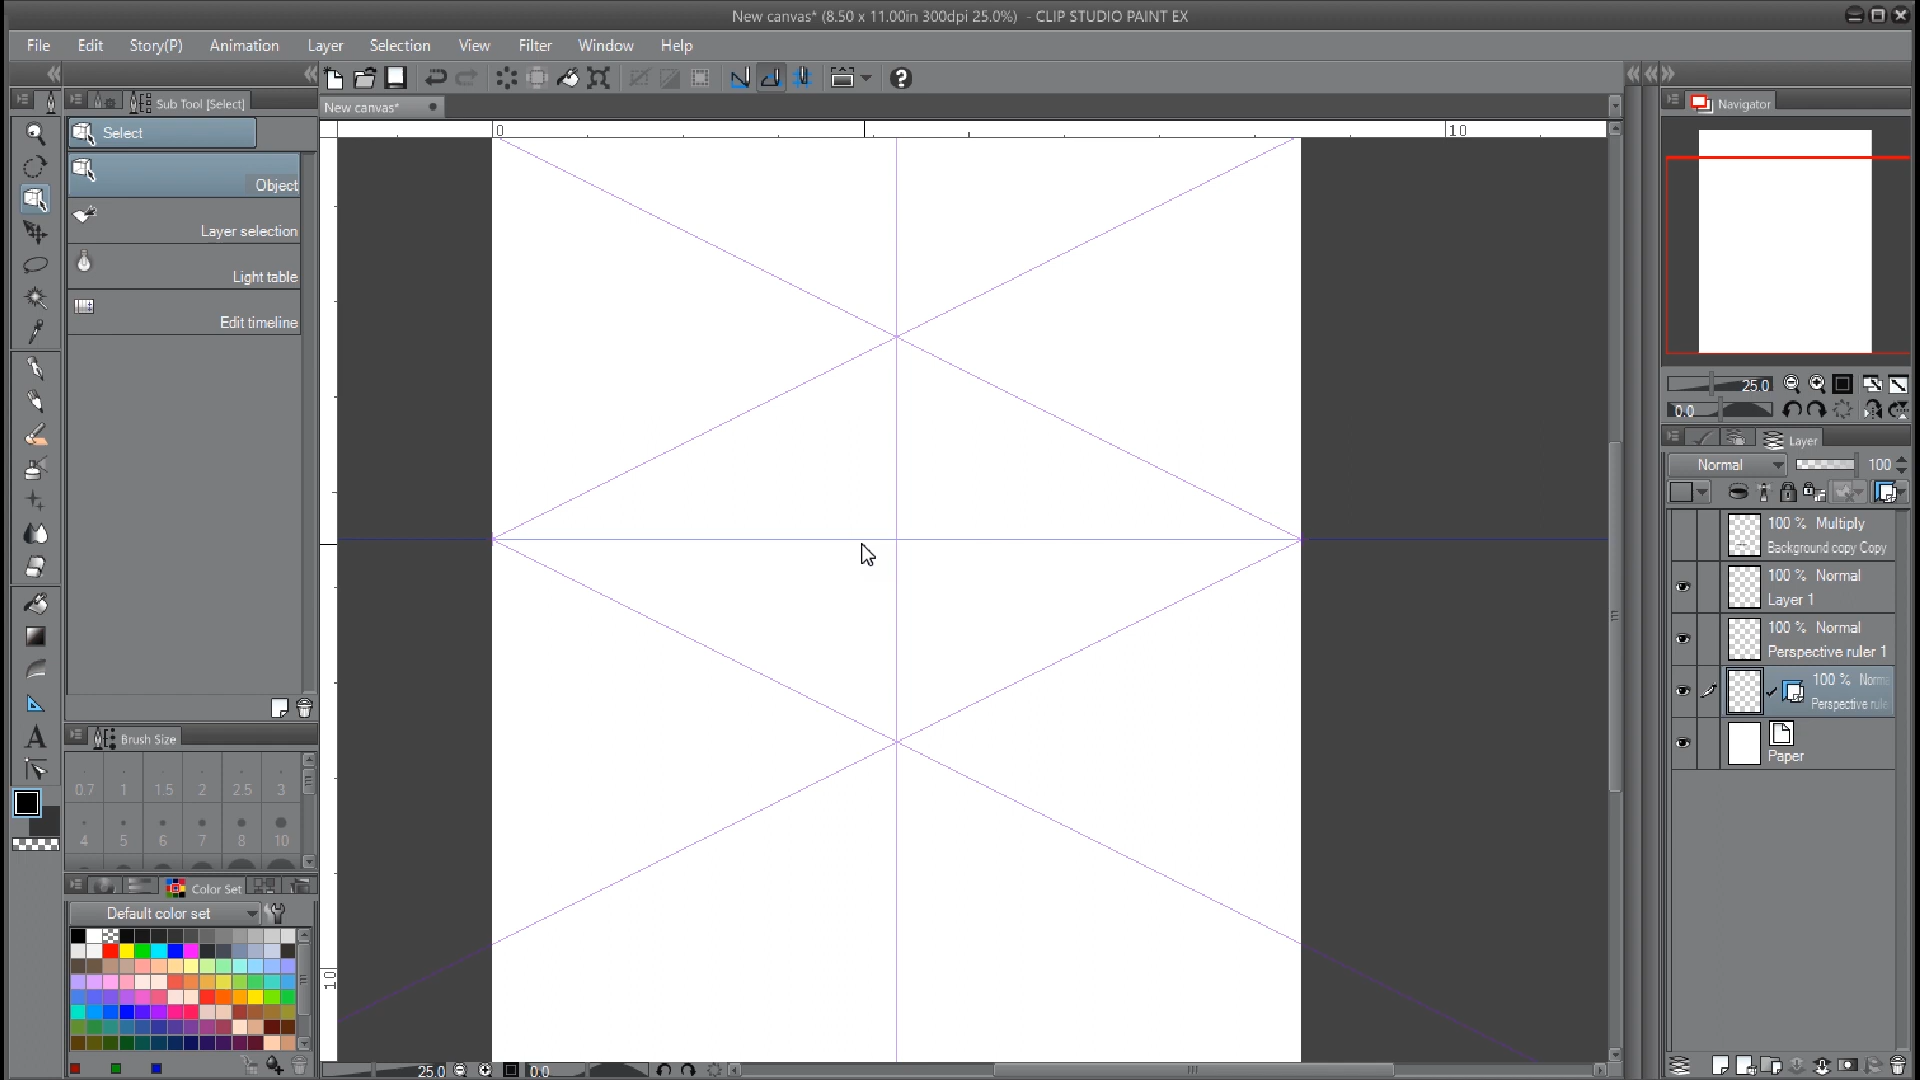 New canvas* (8.50 x 11.00in 300dpi 25.0%) - CLIP STUDIO PAINT EX
File Edit Story(P) Animation Layer Selection View Filter Window Help
Sub Tool [Select]
New canvas*
Navigator
Select
0
10
Object
Layer selection
Light table
Edit timeline
25.0
0.0
Layer
Normal
100
100 % Multiply
Background copy Copy
100 % Normal
Layer 1
100 % Normal
Perspective ruler 1
100 % Norma
Perspective rule
Paper
Brush Size
0.7 1 1.5 2 2.5 3
4 5 6 7 8 10
Color Set
Default color set
10
25.0
0.0